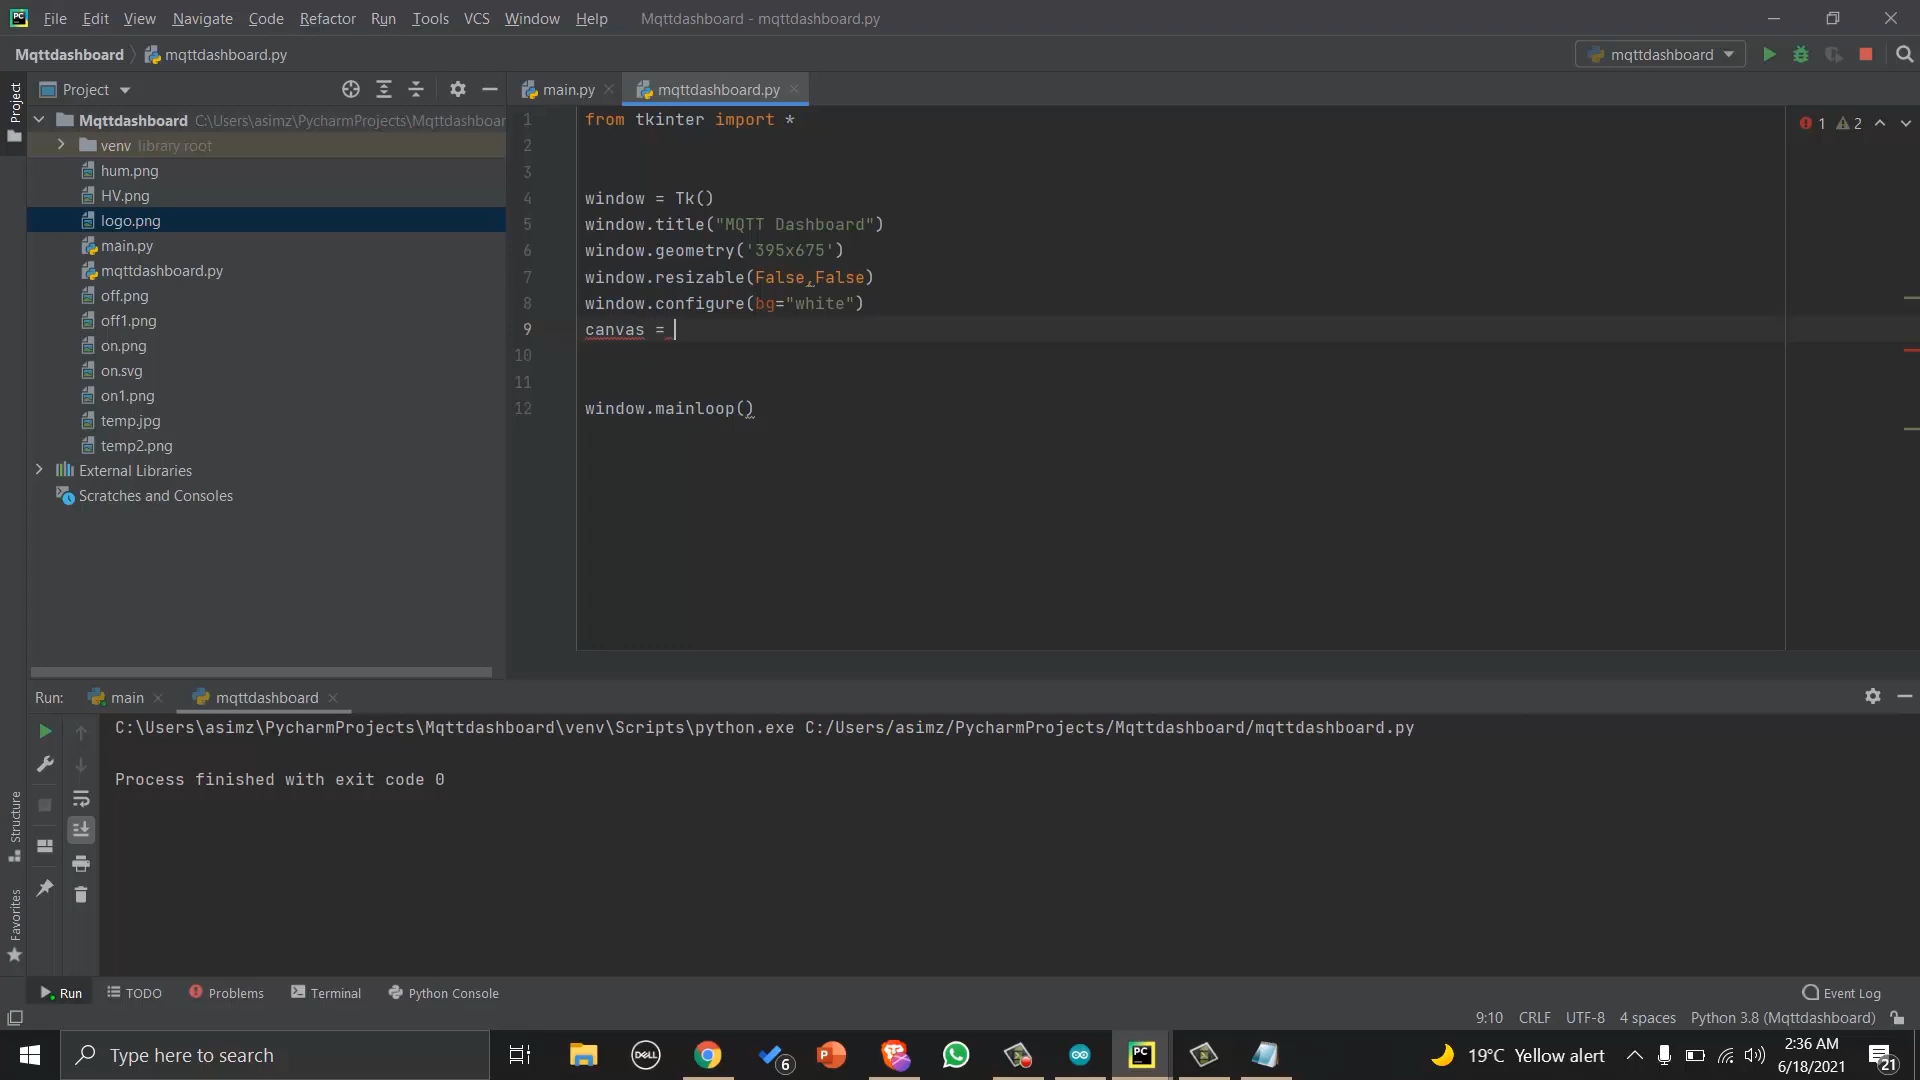 File Edit View Navigate Code Refactor Run Tools VCS Window Help Mqttdashboard - mqttdashboard.py
Mqttdashboard mqttdashboard.py mqttdashboard
Project
Project
main.py mqttdashboard.py
Mqttdashboard C:\Users\asimz\PycharmProjects\Mqttdashboar
venv library root
hum.png
HV.png
logo.png
main.py
mqttdashboard.py
off.png
off1.png
on.png
on.svg
on1.png
temp.jpg
temp2.png
External Libraries
Scratches and Consoles
1 from tkinter import *
2
3
4 window = Tk()
5 window.title("MQTT Dashboard")
6 window.geometry('395x675')
7 window.resizable(False,False)
8 window.configure(bg="white")
9 canvas =
10
11
12 window.mainloop()
1 2
Run: main mqttdashboard
C:\Users\asimz\PycharmProjects\Mqttdashboard\venv\Scripts\python.exe C:/Users/asimz/PycharmProjects/Mqttdashboard/mqttdashboard.py
Process finished with exit code 0
Structure
Favorites
Run TODO Problems Terminal Python Console Event Log
9:10 CRLF UTF-8 4 spaces Python 3.8 (Mqttdashboard)
Type here to search
DELL
6
PC
19°C Yellow alert
2:36 AM
6/18/2021
21